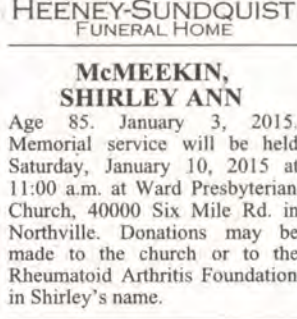 HEENEY-SUNDQUIST
FUNERAL HOME
McMEEKIN,
SHIRLEY ANN
Age 85. January 3, 2015.
Memorial service will be held
Saturday, January 10, 2015 at
11:00 a.m. at Ward Presbyterian
Church, 40000 Six Mile Rd. in
Northville. Donations may be
made to the church or to the
Rheumatoid Arthritis Foundation
in Shirley's name.